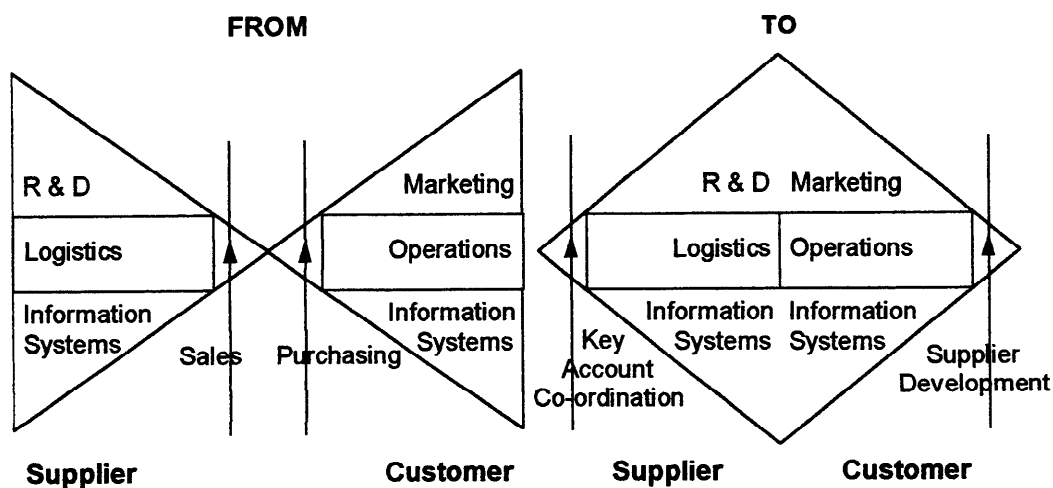 FROM
TO
R & D
Marketing
R & D
Marketing
Logistics
Operations
Logistics
Operations
Information
Systems
Sales
Purchasing
Information
Systems
Key
Account
Co-ordination
Information
Systems
Information
Systems
Supplier
Development
Supplier
Customer
Supplier
Customer